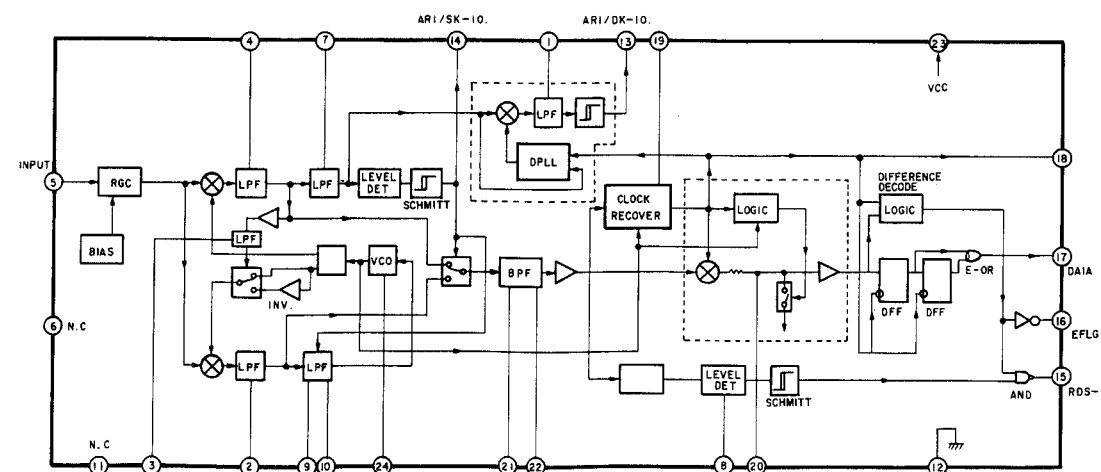 ARI/SK-10. ARI/DK-10.
4 7 14 1 13 19 23
VCC
LPF
DPLL
INPUT
5
RGC
LPF
LPF
LEVEL
DET
SCHMITT
CLOCK
RECOVER
LOGIC
DIFFERENCE
DECODE
LOGIC
18
BIAS
LPF
VCO
BPF
E-OR
17
DATA
INV.
DFF
DFF
6 N.C
16
EFLG
LPF
LPF
LEVEL
DET
SCHMITT
AND
15
RDS-
N.C
11 3 2 9 10 24 21 22 8 20 12